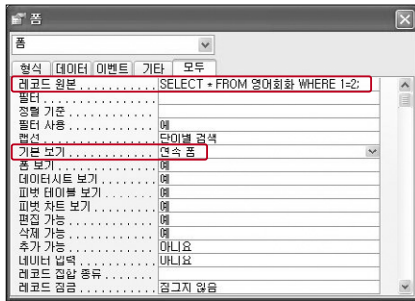 폼
폼
형식 데이터 이벤트 기타 모두
레코드 원본 . . . . . . . . . . . SELECT * FROM 영어회화 WHERE 1=2;
필터 . . . . . . . . . . . . . . . .
정렬 기준 . . . . . . . . . . . .
필터 사용 . . . . . . . . . . . . 예
캡션 . . . . . . . . . . . . . . . . 단어별 검색
기본 보기 . . . . . . . . . . . . 연속 폼
폼 보기 . . . . . . . . . . . . . . 예
데이터시트 보기 . . . . . . . 예
피벗 테이블 보기 . . . . . . 예
피벗 차트 보기 . . . . . . . . 예
편집 가능 . . . . . . . . . . . . 예
삭제 가능 . . . . . . . . . . . . 예
추가 가능 . . . . . . . . . . . . 아니요
데이터 입력 . . . . . . . . . . 아니요
레코드 집합 종류 . . . . . . .
레코드 잠금 . . . . . . . . . . 잠그지 않음